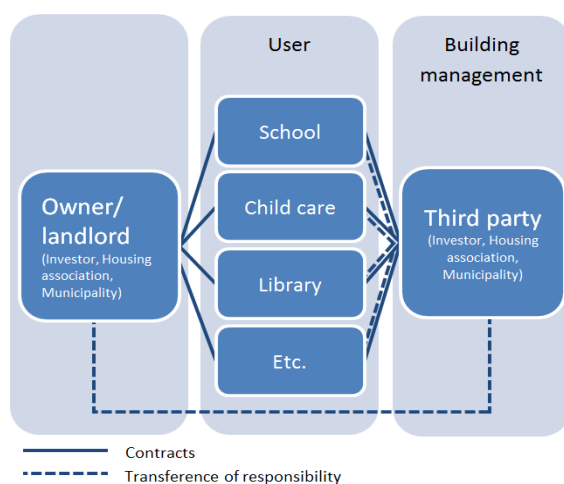 User
Building
management
School
Child care
Library
Etc.
Owner/
landlord
(Investor, Housing
association,
Municipality)
Third party
(Investor, Housing
association,
Municipality)
Contracts
Transference of responsibility